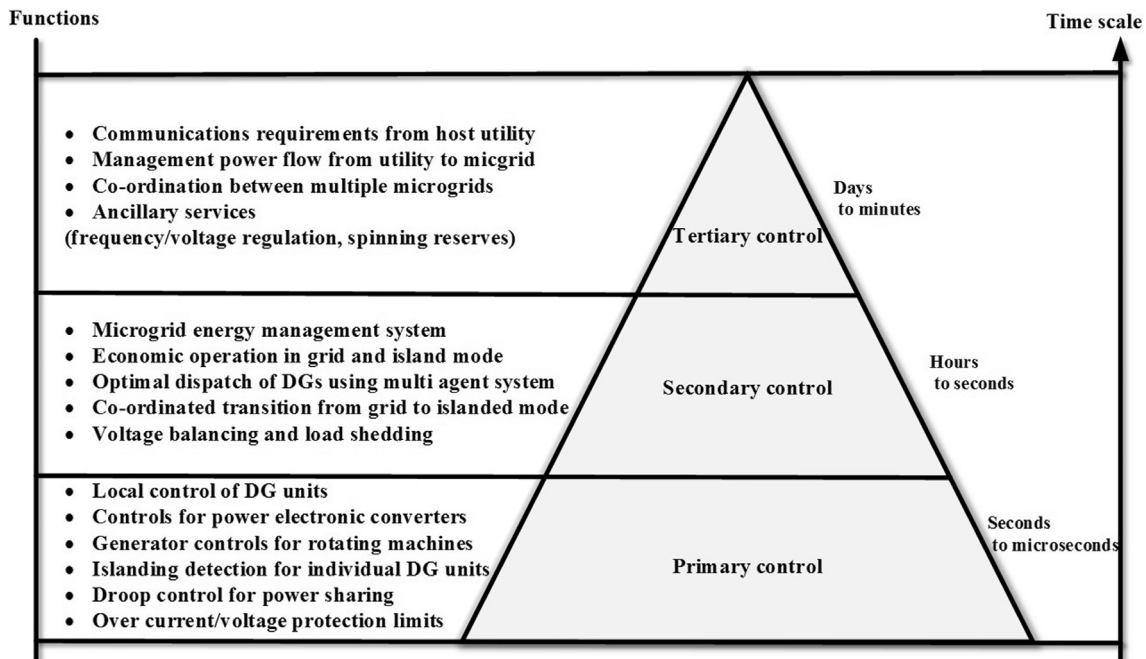 Functions
Time scale
• Communications requirements from host utility
• Management power flow from utility to micgrid
• Co-ordination between multiple microgrids
• Ancillary services
(frequency/voltage regulation, spinning reserves)
Tertiary control
Days
to minutes
• Microgrid energy management system
• Economic operation in grid and island mode
• Optimal dispatch of DGs using multi agent system
• Co-ordinated transition from grid to islanded mode
• Voltage balancing and load shedding
Secondary control
Hours
to seconds
• Local control of DG units
• Controls for power electronic converters
• Generator controls for rotating machines
• Islanding detection for individual DG units
• Droop control for power sharing
• Over current/voltage protection limits
Primary control
Seconds
to microseconds